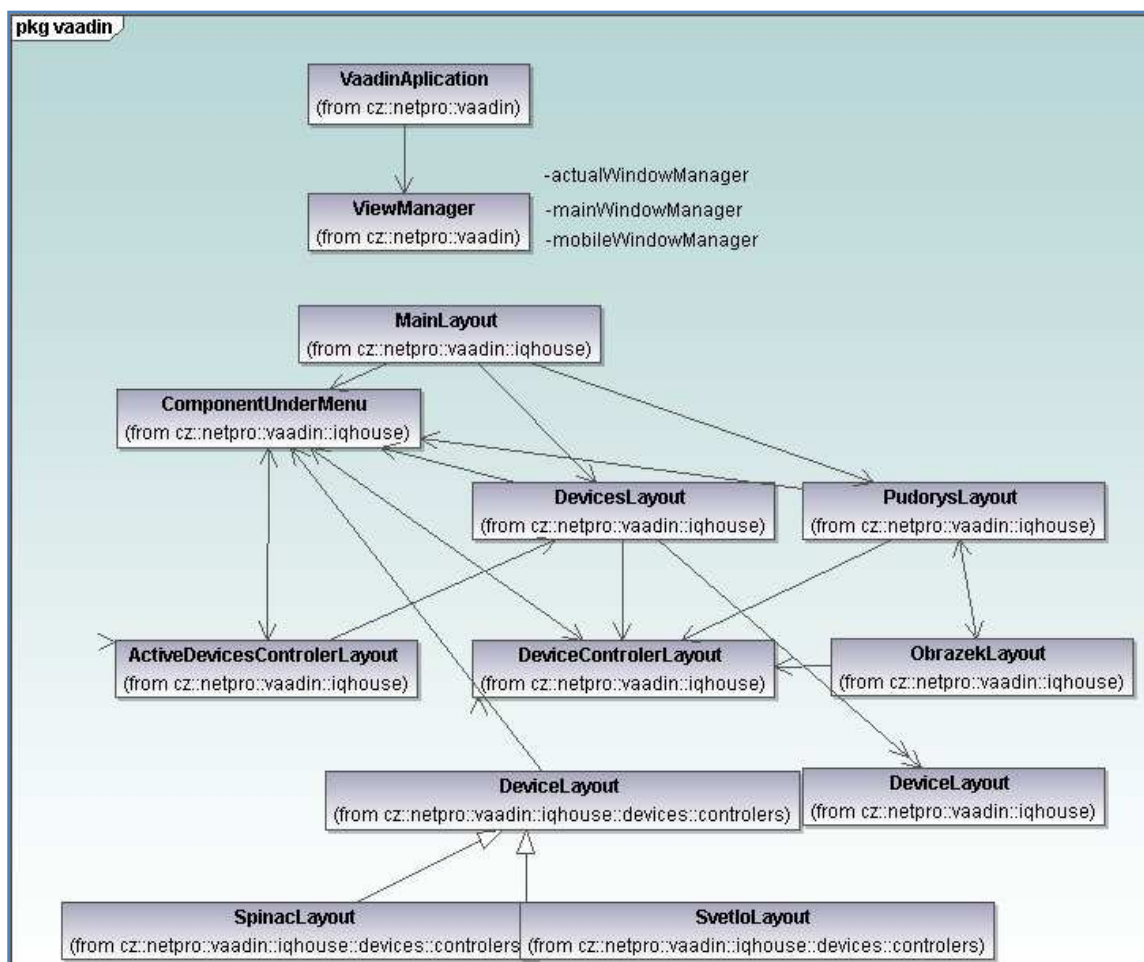 pkg vaadin
VaadinAplication
(from cz::netpro::vaadin)
-actualWindowManager
ViewManager
-mainWindowManager
(from cz::netpro::vaadin)
-mobileWindowManager
MainLayout
(from cz::netpro::vaadin::iqhouse)
ComponentUnderMenu
(from cz::netpro::vaadin::iqhouse)
DevicesLayout
(from cz::netpro::vaadin::iqhouse)
PudorysLayout
(from cz::netpro::vaadin::iqhouse)
ActiveDevicesControlerLayout
(from cz::netpro::vaadin::iqhouse)
DeviceControlerLayout
(from cz::netpro::vaadin::iqhouse)
ObrazekLayout
(from cz::netpro::vaadin::iqhouse)
DeviceLayout
(from cz::netpro::vaadin::iqhouse::devices::controlers)
DeviceLayout
(from cz::netpro::vaadin::iqhouse)
SpinacLayout
(from cz::netpro::vaadin::iqhouse::devices::controlers
SvetloLayout
(from cz::netpro::vaadin::iqhouse::devices::controlers)